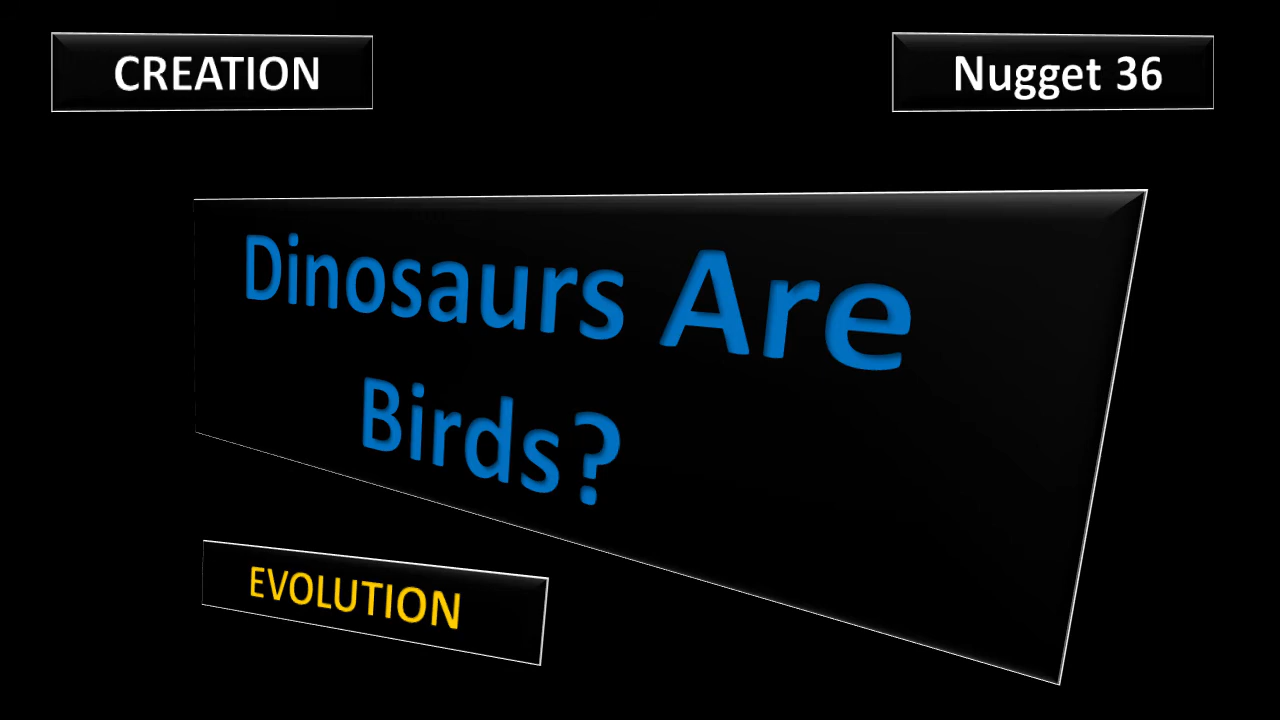 CREATION
Nugget 36
Dinosaurs Are
Birds?
EVOLUTION